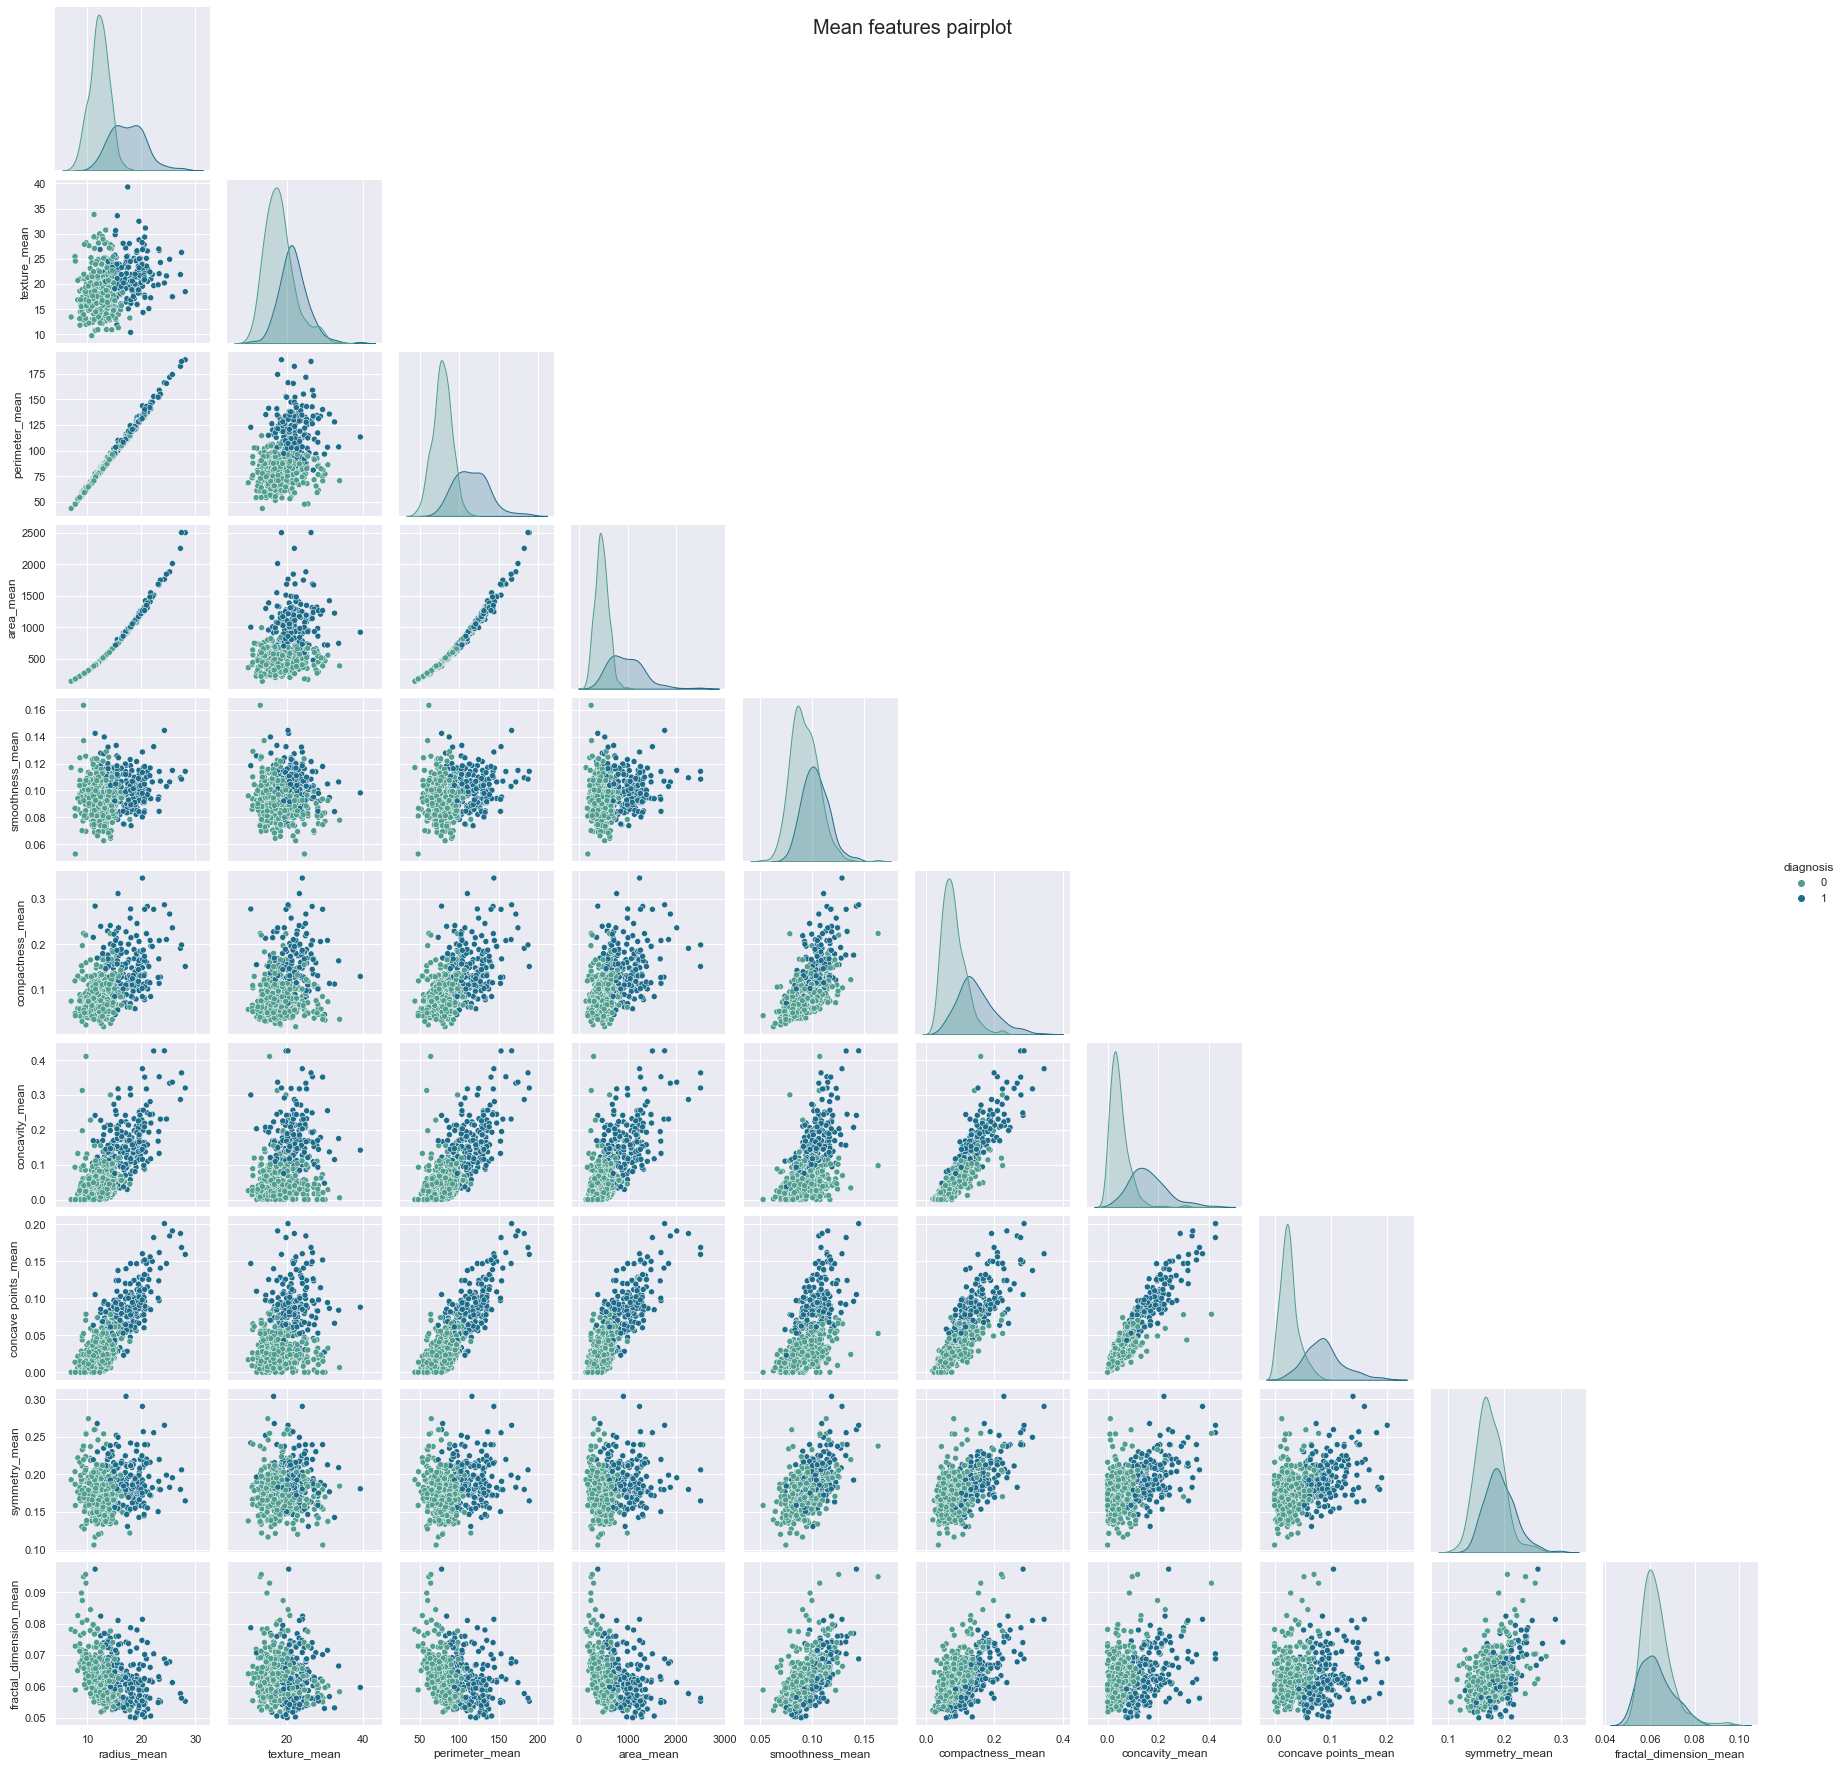 Mean features pairplot
40
35
30
25
20
15
10
texture_mean
175
150
125
100
75
50
perimeter_mean
2500
2000
1500
1000
500
area_mean
0.16
0.14
0.12
0.10
0.08
0.06
smoothness_mean
0.3
0.2
0.1
compactness_mean
0.4
0.3
0.2
0.1
0.0
concavity_mean
0.20
0.15
0.10
0.05
0.00
concave points_mean
0.30
0.25
0.20
0.15
0.10
symmetry_mean
0.09
0.08
0.07
0.06
0.05
fractal_dimension_mean
10 20 30
radius_mean
20 40
texture_mean
50 100 150 200
perimeter_mean
0 1000 2000 3000
area_mean
0.05 0.10 0.15
smoothness_mean
0.0 0.2 0.4
compactness_mean
0.0 0.2 0.4
concavity_mean
0.0 0.1 0.2
concave points_mean
0.1 0.2 0.3
symmetry_mean
0.04 0.06 0.08 0.10
fractal_dimension_mean
diagnosis
0
1